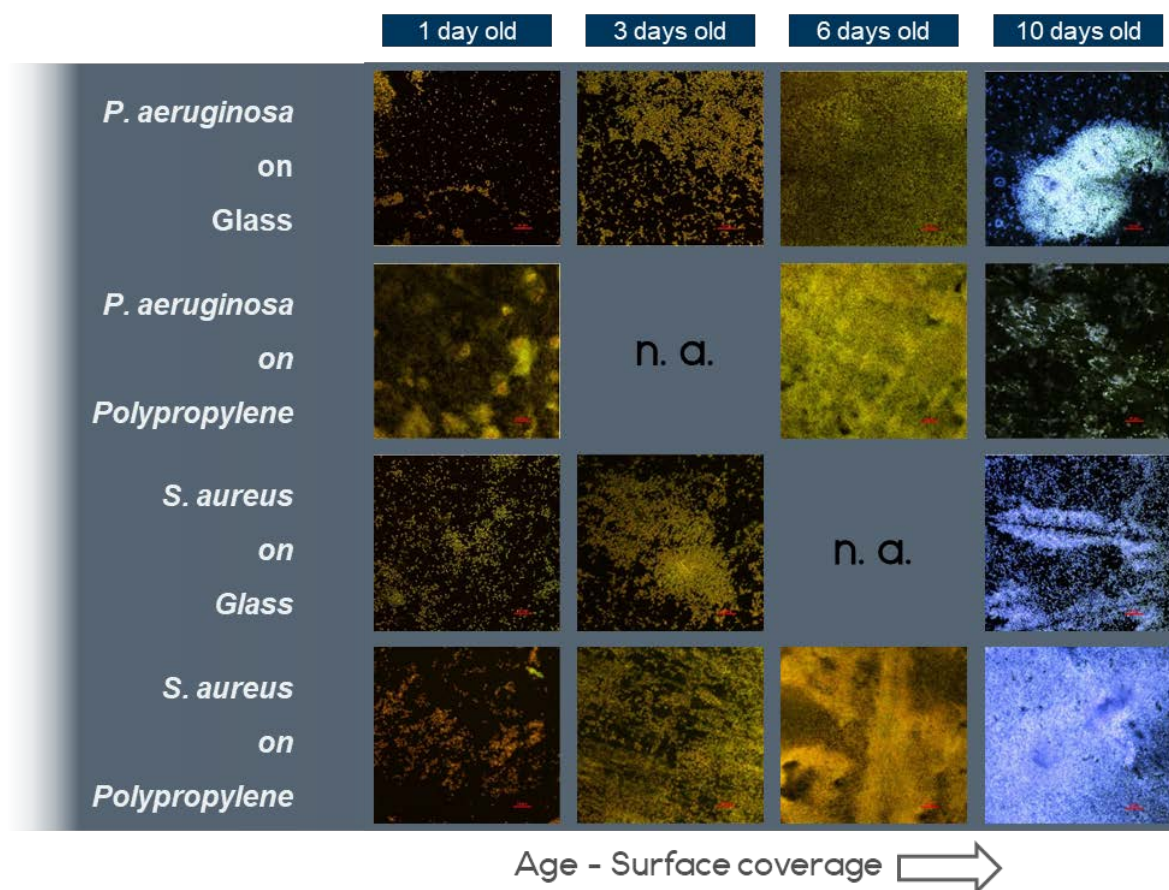 1 day old
3 days old
6 days old
10 days old
P. aeruginosa
on
Glass
P. aeruginosa
on
Polypropylene
n. a.
S. aureus
on
Glass
n. a.
S. aureus
on
Polypropylene
Age - Surface coverage